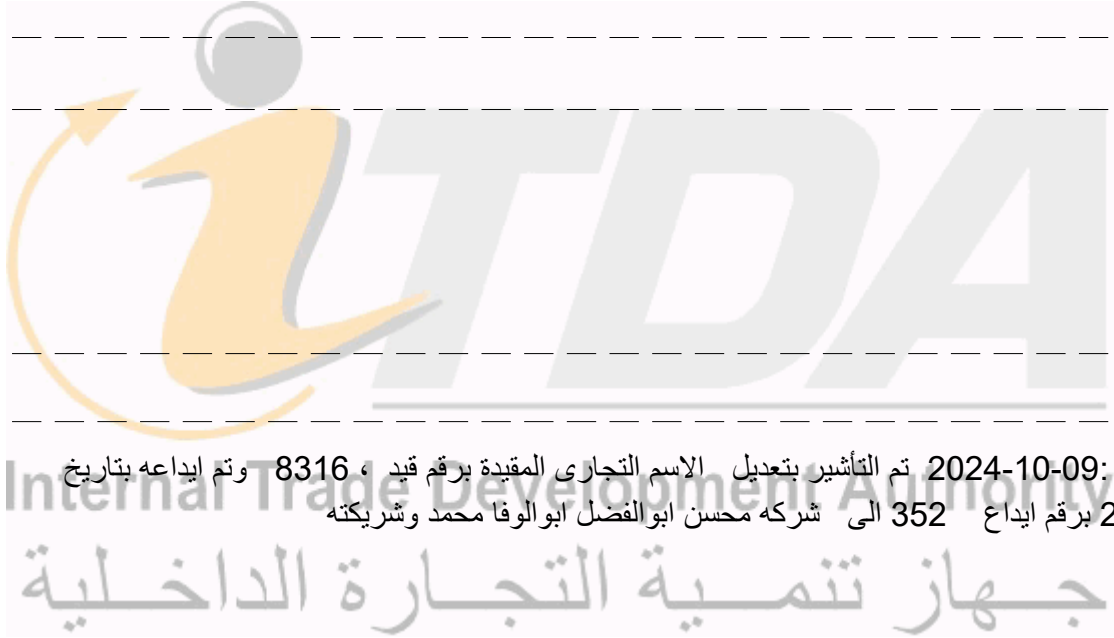 iTDA
2024-10-09: تم التأشير بتعديل الاسم التجارى المقيدة برقم قيد ، 8316 وتم ايداعه بتاريخ
2 برقم ايداع 352 الى شركه محسن ابوالفضل ابوالوفا محمد وشريكته
Internal Trade Development Authority
جهاز تنمية التجارة الداخلية